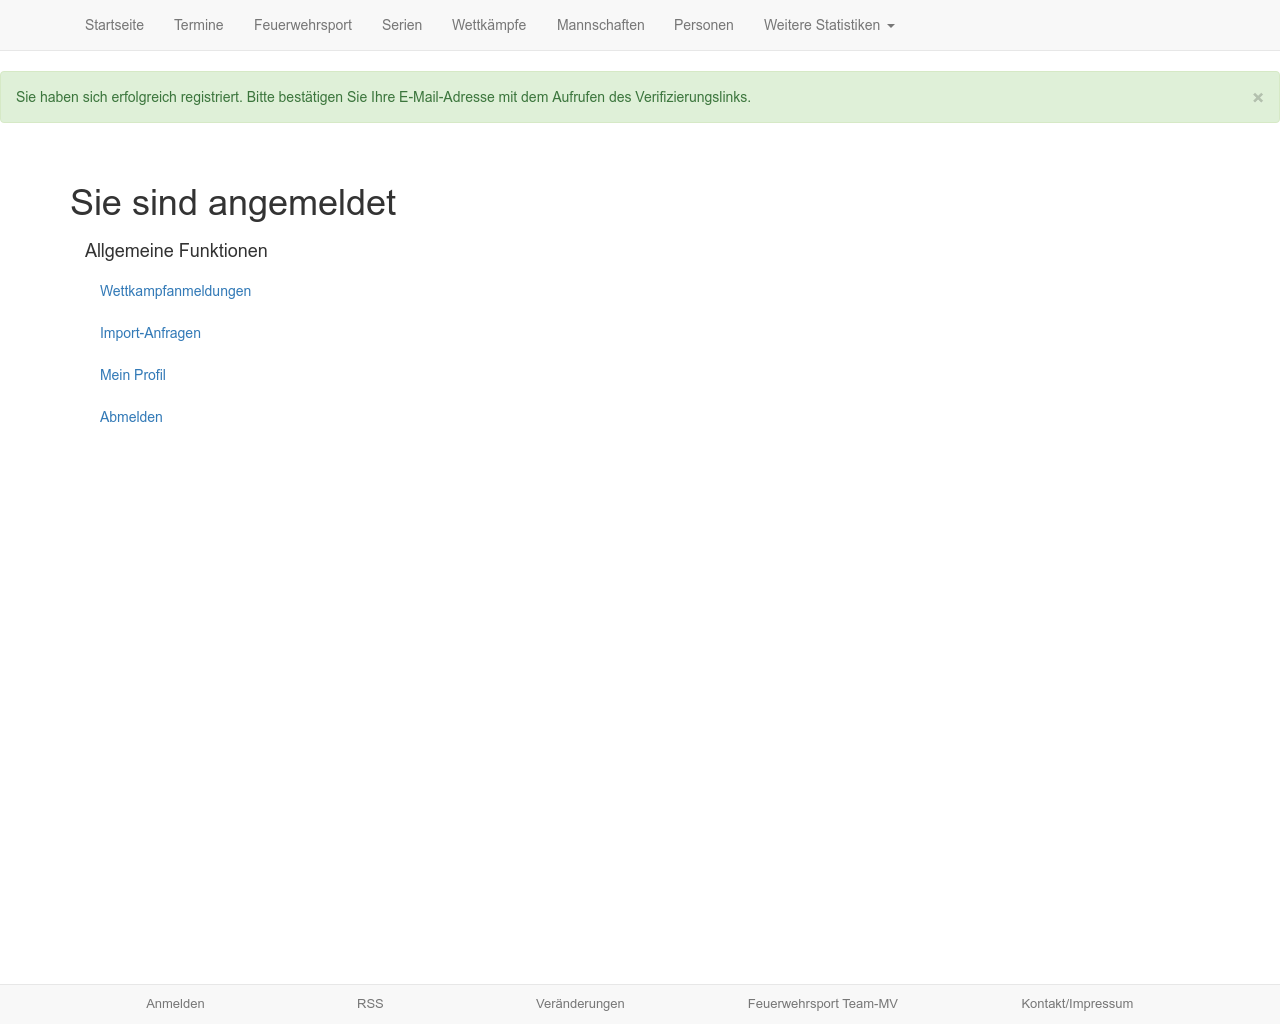 Startseite Termine Feuerwehrsport Serien Wettkämpfe Mannschaften Personen Weitere Statistiken
Sie haben sich erfolgreich registriert. Bitte bestätigen Sie Ihre E-Mail-Adresse mit dem Aufrufen des Verifizierungslinks. ×
Sie sind angemeldet
Allgemeine Funktionen
Wettkampfanmeldungen
Import-Anfragen
Mein Profil
Abmelden
Anmelden RSS Veränderungen Feuerwehrsport Team-MV Kontakt/Impressum